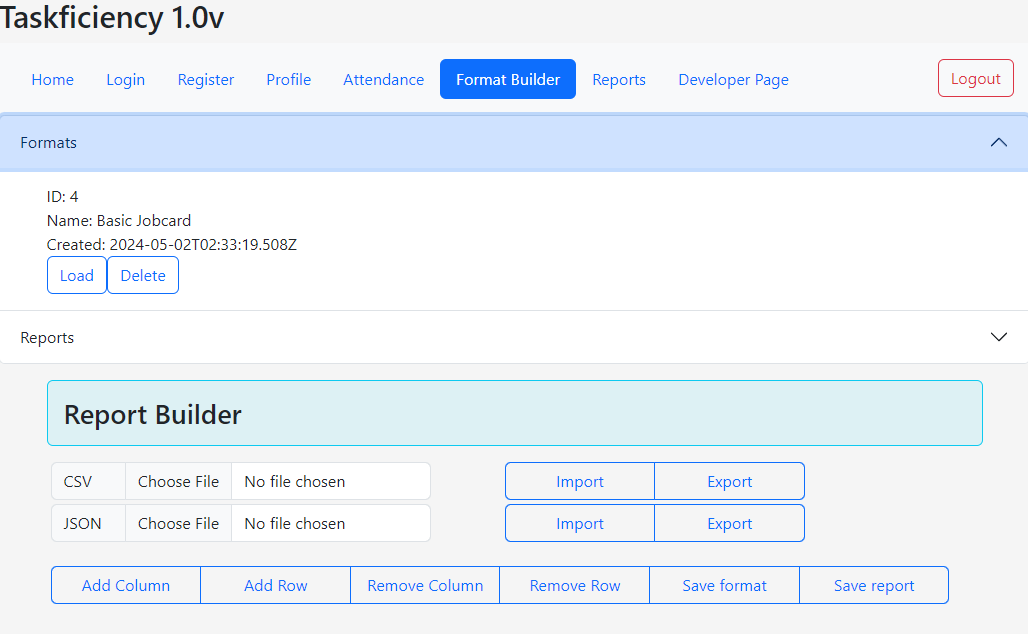 Taskficiency 1.0v
Home Login Register Profile Attendance Format Builder Reports Developer Page Logout
Formats
ID: 4
Name: Basic Jobcard
Created: 2024-05-02T02:33:19.508Z
Load Delete
Reports
Report Builder
CSV Choose File No file chosen Import Export
JSON Choose File No file chosen Import Export
Add Column Add Row Remove Column Remove Row Save format Save report